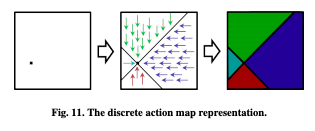 Fig. 11. The discrete action map representation.